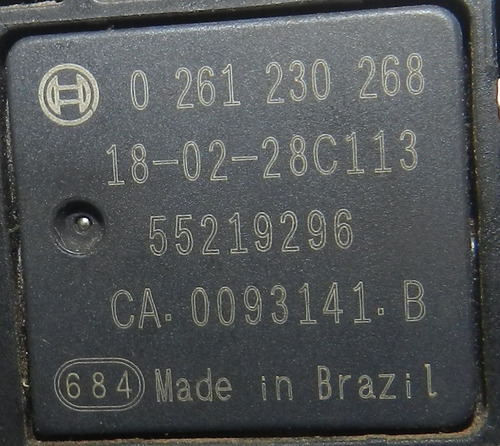 0 261 230 268
18-02-28C113
55219296
CA.0093141.B
684 Made in Brazil